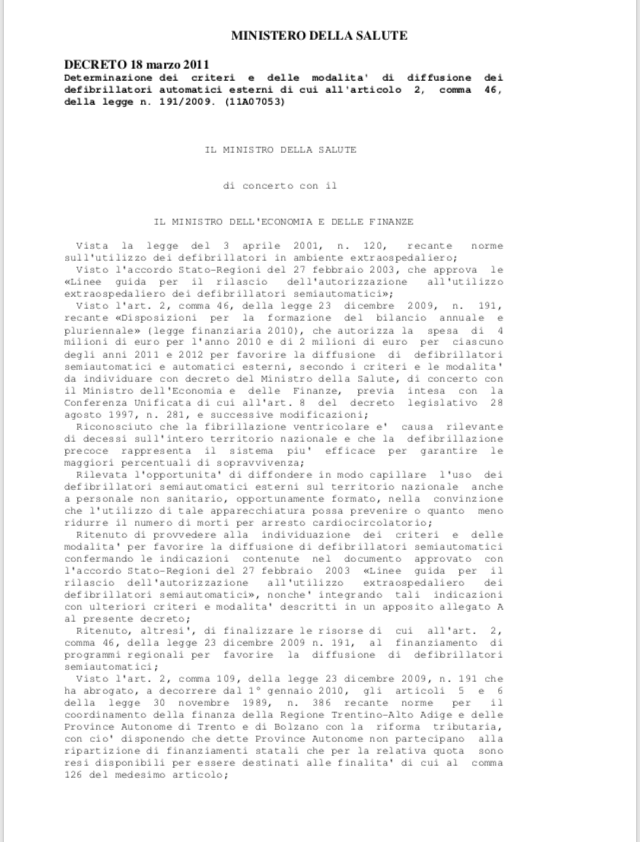 MINISTERO DELLA SALUTE
DECRETO 18 marzo 2011
Determinazione dei criteri e delle modalita' di diffusione dei
defibrillatori automatici esterni di cui all'articolo 2, comma 46,
della legge n. 191/2009. (11A07053)
IL MINISTRO DELLA SALUTE
di concerto con il
IL MINISTRO DELL'ECONOMIA E DELLE FINANZE
Vista la legge del 3 aprile 2001, n. 120, recante norme
sull'utilizzo dei defibrillatori in ambiente extraospedaliero;
Visto l'accordo Stato-Regioni del 27 febbraio 2003, che approva le
«Linee guida per il rilascio dell'autorizzazione all'utilizzo
extraospedaliero dei defibrillatori semiautomatici»;
Visto l'art. 2, comma 46, della legge 23 dicembre 2009, n. 191,
recante «Disposizioni per la formazione del bilancio annuale e
pluriennale» (legge finanziaria 2010), che autorizza la spesa di 4
milioni di euro per l'anno 2010 e di 2 milioni di euro per ciascuno
degli anni 2011 e 2012 per favorire la diffusione di defibrillatori
semiautomatici e automatici esterni, secondo i criteri e le modalita'
da individuare con decreto del Ministro della Salute, di concerto con
il Ministro dell'Economia e delle Finanze, previa intesa con la
Conferenza Unificata di cui all'art. 8 del decreto legislativo 28
agosto 1997, n. 281, e successive modificazioni;
Riconosciuto che la fibrillazione ventricolare e' causa rilevante
di decessi sull'intero territorio nazionale e che la defibrillazione
precoce rappresenta il sistema piu' efficace per garantire le
maggiori percentuali di sopravvivenza;
Rilevata l'opportunita' di diffondere in modo capillare l'uso dei
defibrillatori semiautomatici esterni sul territorio nazionale anche
a personale non sanitario, opportunamente formato, nella convinzione
che l'utilizzo di tale apparecchiatura possa prevenire o quanto meno
ridurre il numero di morti per arresto cardiocircolatorio;
Ritenuto di provvedere alla individuazione dei criteri e delle
modalita' per favorire la diffusione di defibrillatori semiautomatici
confermando le indicazioni contenute nel documento approvato con
l'accordo Stato-Regioni del 27 febbraio 2003 «Linee guida per il
rilascio dell'autorizzazione all'utilizzo extraospedaliero dei
defibrillatori semiautomatici», nonche' integrando tali indicazioni
con ulteriori criteri e modalita' descritti in un apposito allegato A
al presente decreto;
Ritenuto, altresi', di finalizzare le risorse di cui all'art. 2,
comma 46, della legge 23 dicembre 2009 n. 191, al finanziamento di
programmi regionali per favorire la diffusione di defibrillatori
semiautomatici;
Visto l'art. 2, comma 109, della legge 23 dicembre 2009, n. 191 che
ha abrogato, a decorrere dal 1° gennaio 2010, gli articoli 5 e 6
della legge 30 novembre 1989, n. 386 recante norme per il
coordinamento della finanza della Regione Trentino-Alto Adige e delle
Province Autonome di Trento e di Bolzano con la riforma tributaria,
con cio' disponendo che dette Province Autonome non partecipano alla
ripartizione di finanziamenti statali che per la relativa quota sono
resi disponibili per essere destinati alle finalita' di cui al comma
126 del medesimo articolo;